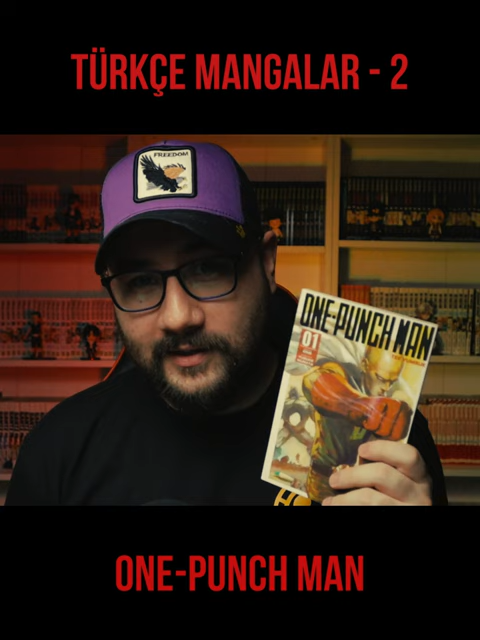 TÜRKÇE MANGALAR - 2
FREEDOM
ONE-PUNCH MAN
01
ONE-PUNCH MAN